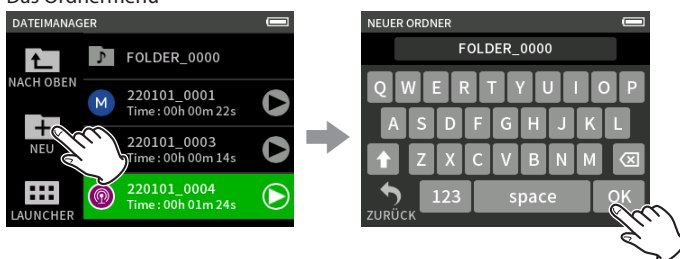 Das Ordnermenü
DATEIMANAGER
NACH OBEN
FOLDER_0000
M
220101_0001
Time : 00h 00m 22s
NEU
220101_0003
Time : 00h 00m 14s
LAUNCHER
220101_0004
Time : 00h 01m 24s
NEUER ORDNER
FOLDER_0000
Q W E R T Y U I O P
A S D F G H J K L
Z X C V B N M
ZURÜCK
123 space OK